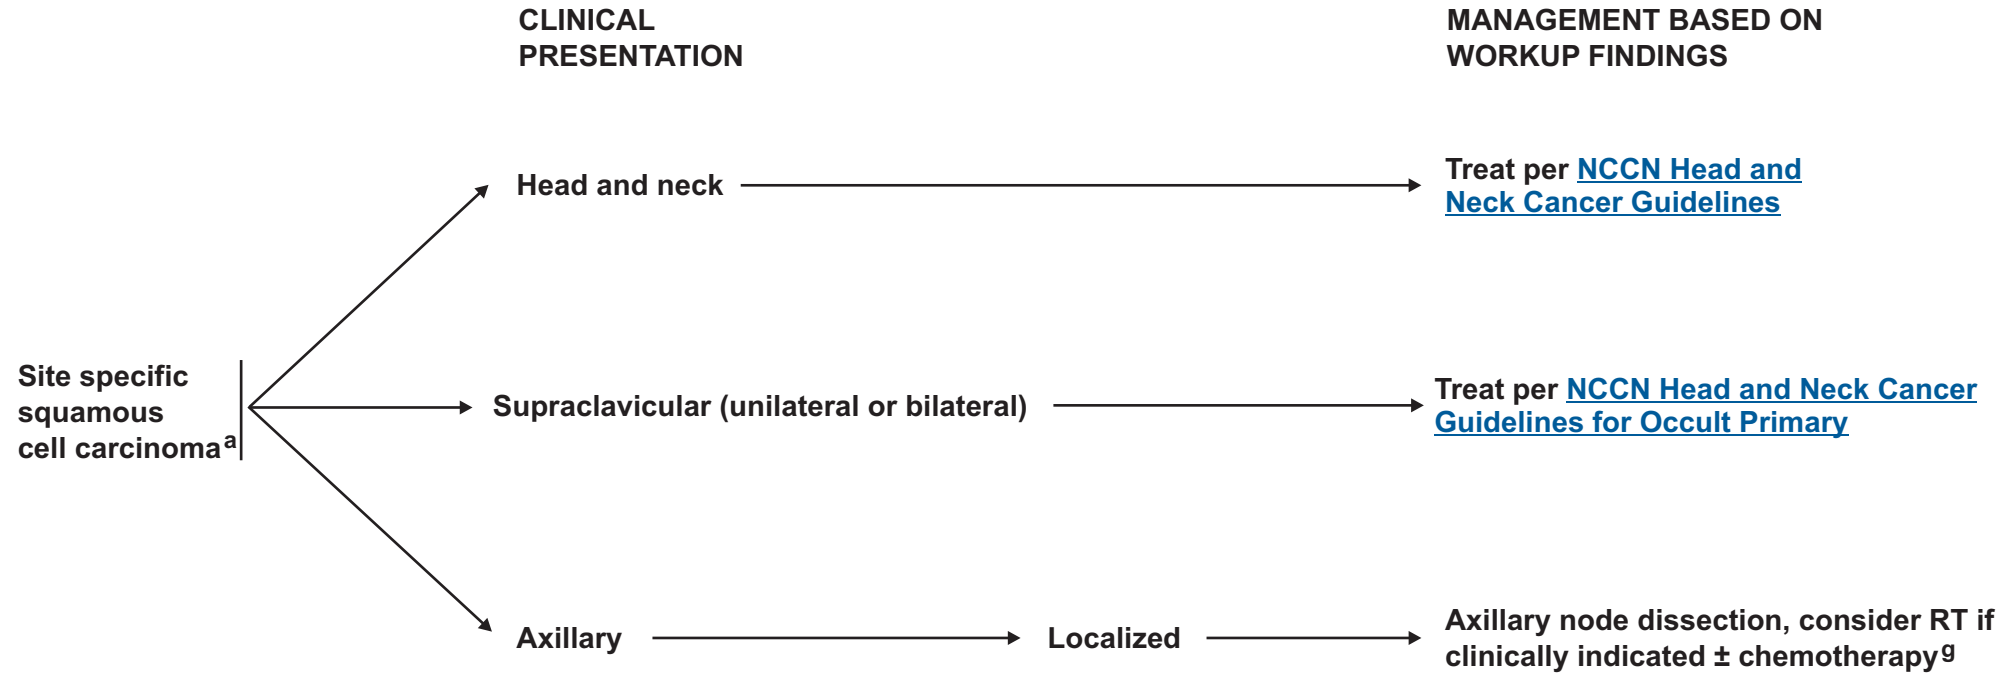 CLINICAL
PRESENTATION
MANAGEMENT BASED ON
WORKUP FINDINGS
Head and neck
Treat per NCCN Head and
Neck Cancer Guidelines
Site specific
squamous
cell carcinomaa
Supraclavicular (unilateral or bilateral)
Treat per NCCN Head and Neck Cancer
Guidelines for Occult Primary
Axillary
Localized
Axillary node dissection, consider RT if
clinically indicated ± chemotherapyg